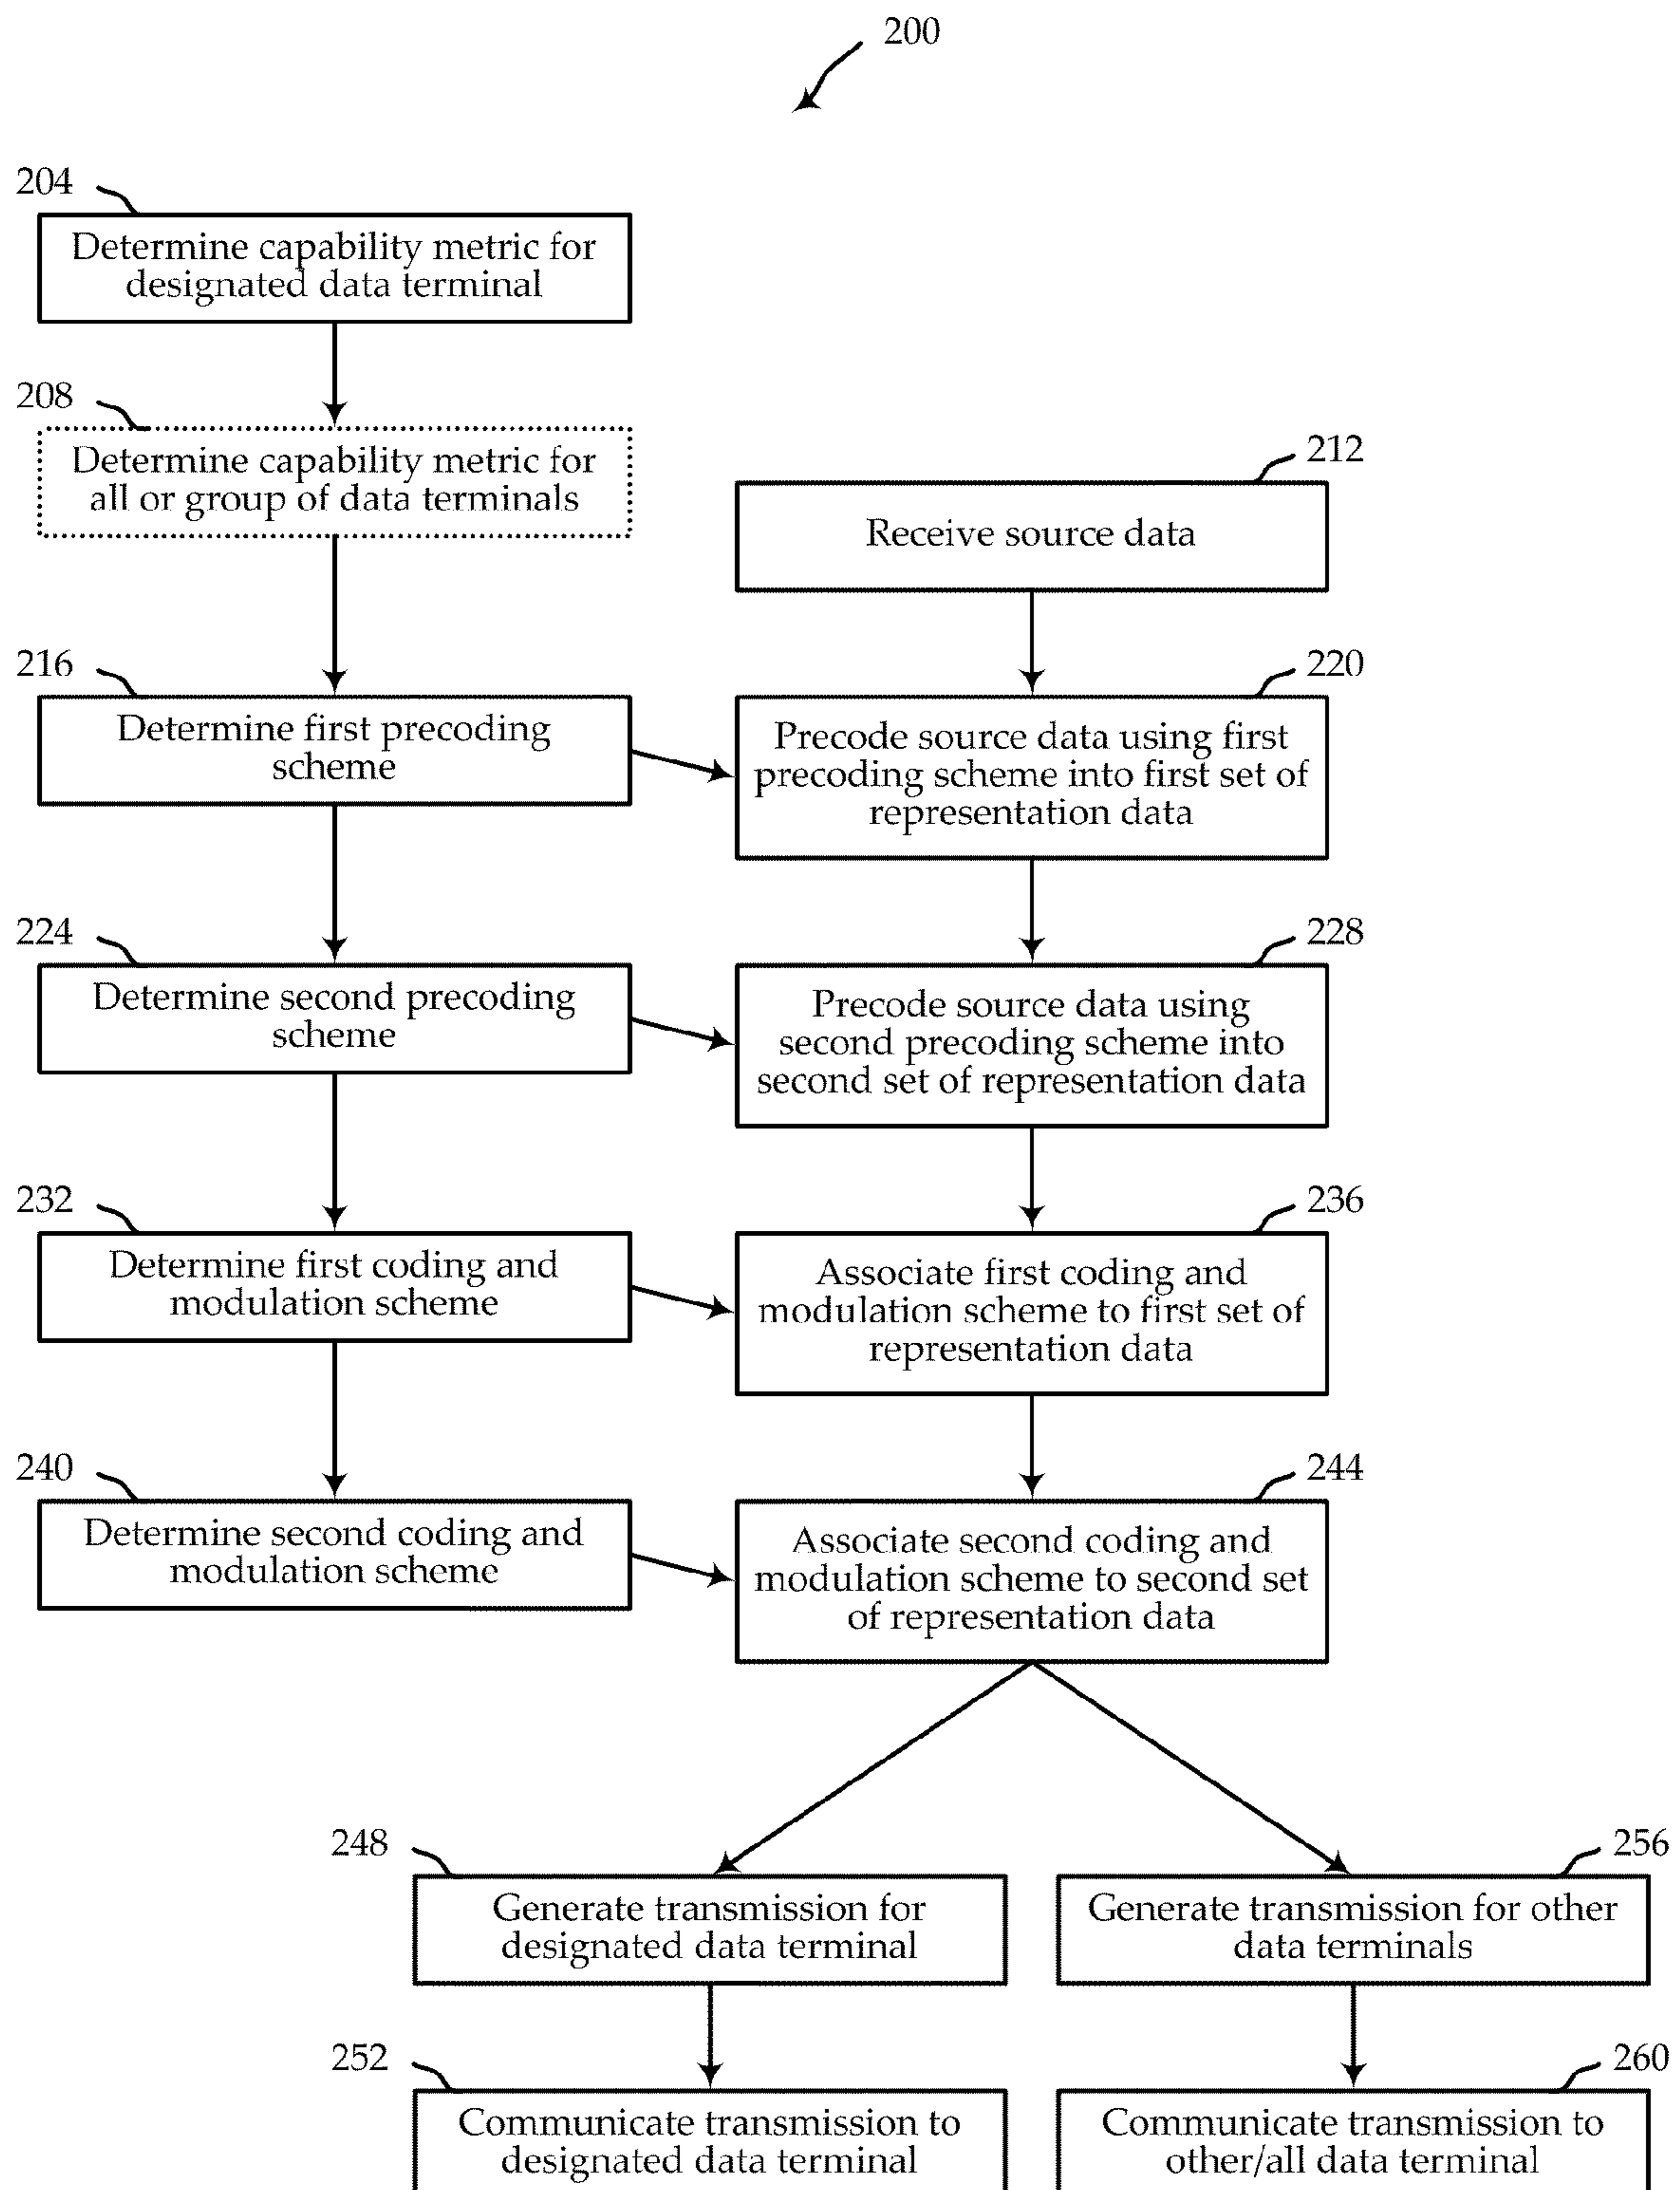 200
204
Determine capability metric for
designated data terminal
208
Determine capability metric for
all or group of data terminals
212
Receive source data
216
Determine first precoding
scheme
220
Precode source data using first
precoding scheme into first set of
representation data
224
Determine second precoding
scheme
228
Precode source data using
second precoding scheme into
second set of representation data
232
Determine first coding and
modulation scheme
236
Associate first coding and
modulation scheme to first set of
representation data
240
Determine second coding and
modulation scheme
244
Associate second coding and
modulation scheme to second set
of representation data
248
Generate transmission for
designated data terminal
256
Generate transmission for other
data terminals
252
Communicate transmission to
designated data terminal
260
Communicate transmission to
other/all data terminal